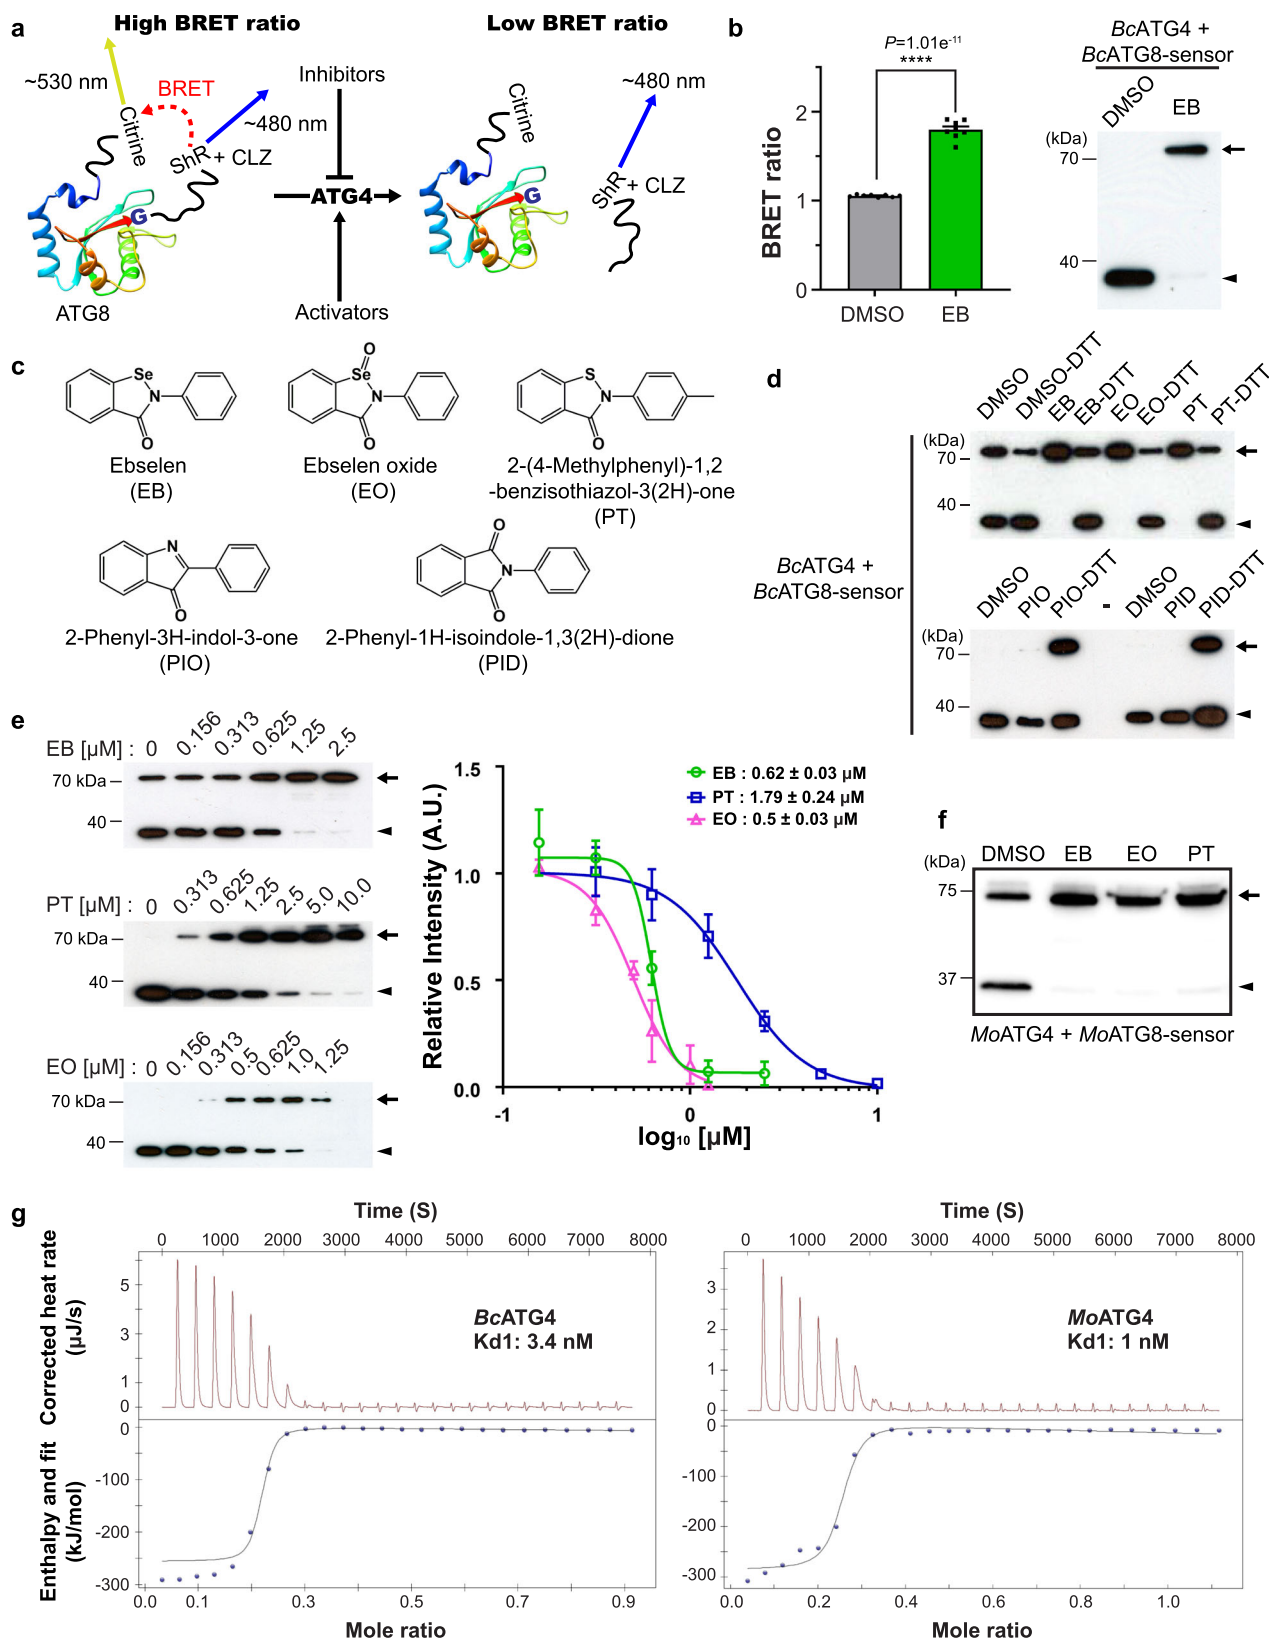 a
High BRET ratio
Low BRET ratio
~530 nm
BRET
Citrine
~480 nm
ShR + CLZ
G
ATG8
Inhibitors
ATG4
Activators
Citrine
~480 nm
ShR + CLZ
G
b
P=1.01e-11
****
BRET ratio
2
1
0
DMSO EB
BcATG4 +
BcATG8-sensor
DMSO EB
(kDa)
70
40
c
Se
N
O
Ebselen
(EB)
O
Se
N
O
Ebselen oxide
(EO)
S
N
O
2-(4-Methylphenyl)-1,2
-benzisothiazol-3(2H)-one
(PT)
N
O
2-Phenyl-3H-indol-3-one
(PIO)
O
N
O
2-Phenyl-1H-isoindole-1,3(2H)-dione
(PID)
d
BcATG4 +
BcATG8-sensor
DMSO DMSO-DTT EB EB-DTT EO EO-DTT PT PT-DTT
(kDa)
70
40
DMSO PIO PIO-DTT - DMSO PID PID-DTT
(kDa)
70
40
e
EB [µM] : 0 0.156 0.313 0.625 1.25 2.5
70 kDa
40
PT [µM] : 0 0.313 0.625 1.25 2.5 5.0 10.0
70 kDa
40
EO [µM] : 0 0.156 0.313 0.5 0.625 1.0 1.25
70 kDa
40
Relative Intensity (A.U.)
1.5
1.0
0.5
0.0
-1 0 1
log10 [µM]
EB : 0.62 ± 0.03 µM
PT : 1.79 ± 0.24 µM
EO : 0.5 ± 0.03 µM
f
DMSO EB EO PT
(kDa)
75
37
MoATG4 + MoATG8-sensor
g
Time (S)
0 1000 2000 3000 4000 5000 6000 7000 8000
Corrected heat rate
(µJ/s)
5
3
1
0
BcATG4
Kd1: 3.4 nM
Enthalpy and fit
(kJ/mol)
0
-100
-200
-300
0.0 0.1 0.3 0.5 0.7 0.9
Mole ratio
Time (S)
0 1000 2000 3000 4000 5000 6000 7000 8000
3
2
1
0
MoATG4
Kd1: 1 nM
0
-100
-200
-300
0.0 0.2 0.4 0.6 0.8 1.0
Mole ratio